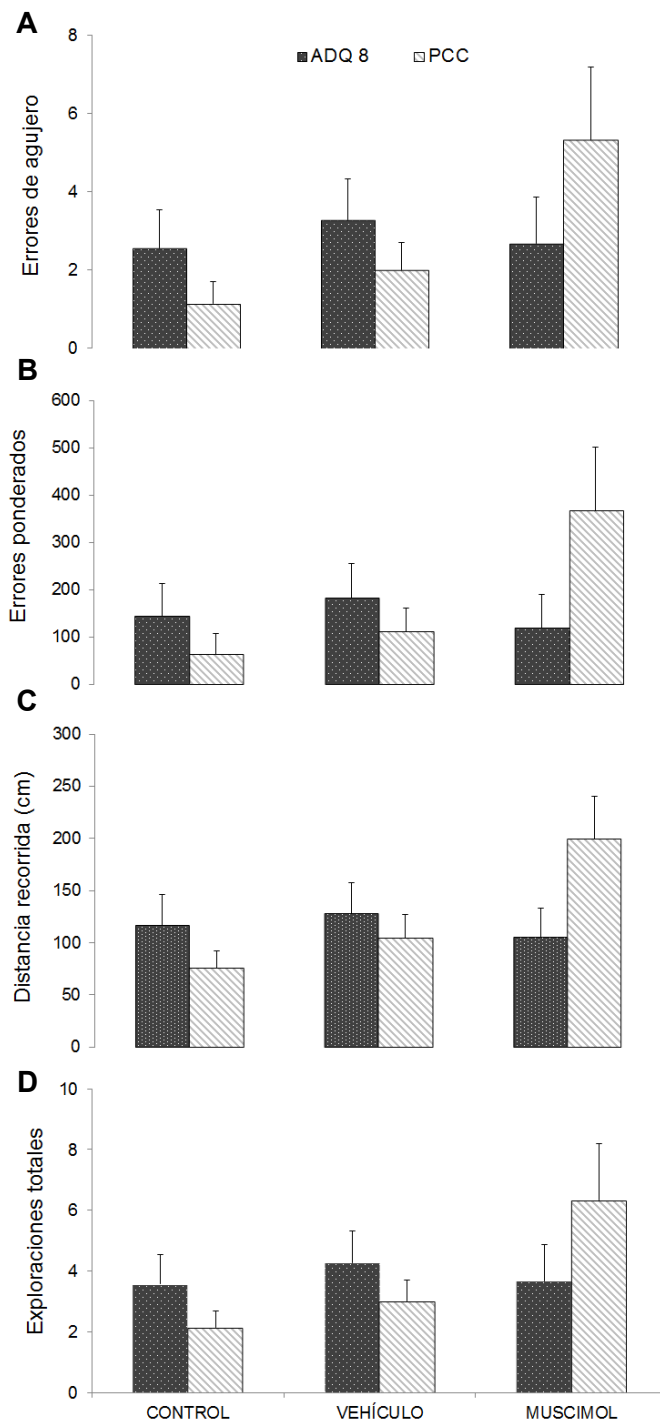 A
8
6
4
2
0
Errores de agujero
ADQ 8 PCC
B
600
500
400
300
200
100
0
Errores ponderados
C
300
250
200
150
100
50
0
Distancia recorrida (cm)
D
10
8
6
4
2
0
Exploraciones totales
CONTROL VEHÍCULO MUSCIMOL